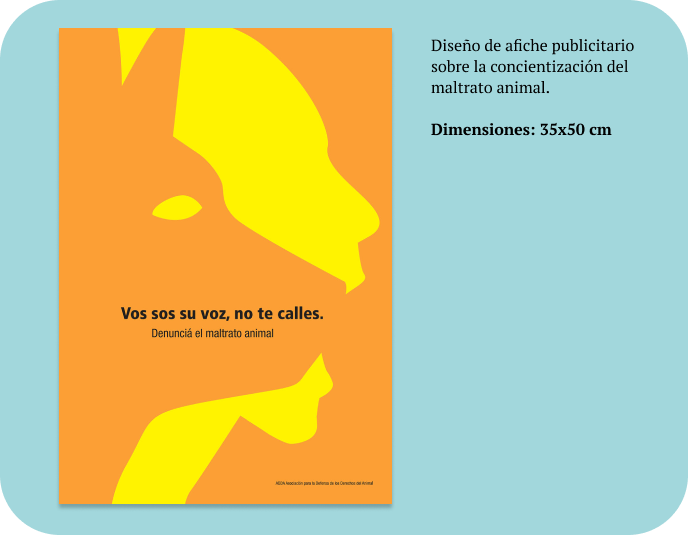 Diseño de afiche publicitario
sobre la concientización del
maltrato animal.
Dimensiones: 35x50 cm
Vos sos su voz, no te calles.
Denunciá el maltrato animal
ADDA Asociación para la Defensa de los Derechos del Animal